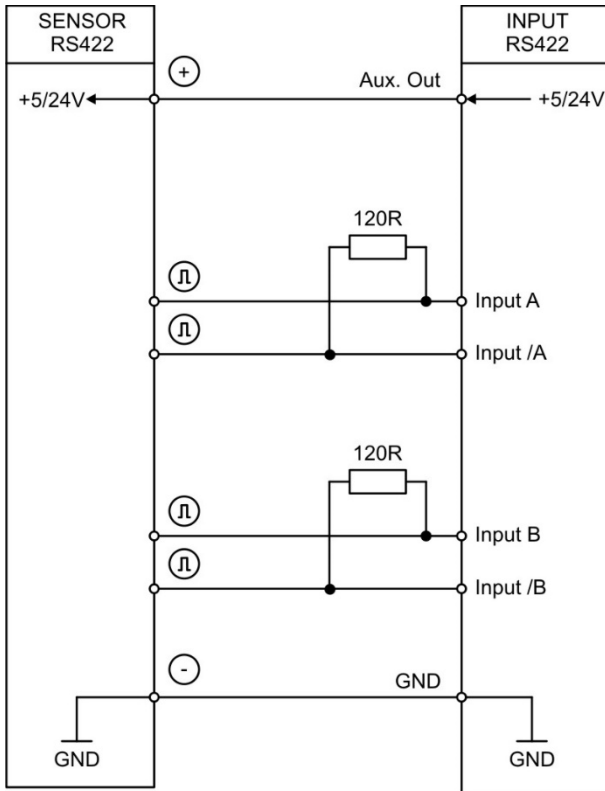 SENSOR
RS422
INPUT
RS422
+
Aux. Out
+5/24V
+5/24V
120R
Input A
Input /A
120R
Input B
Input /B
-
GND
GND
GND